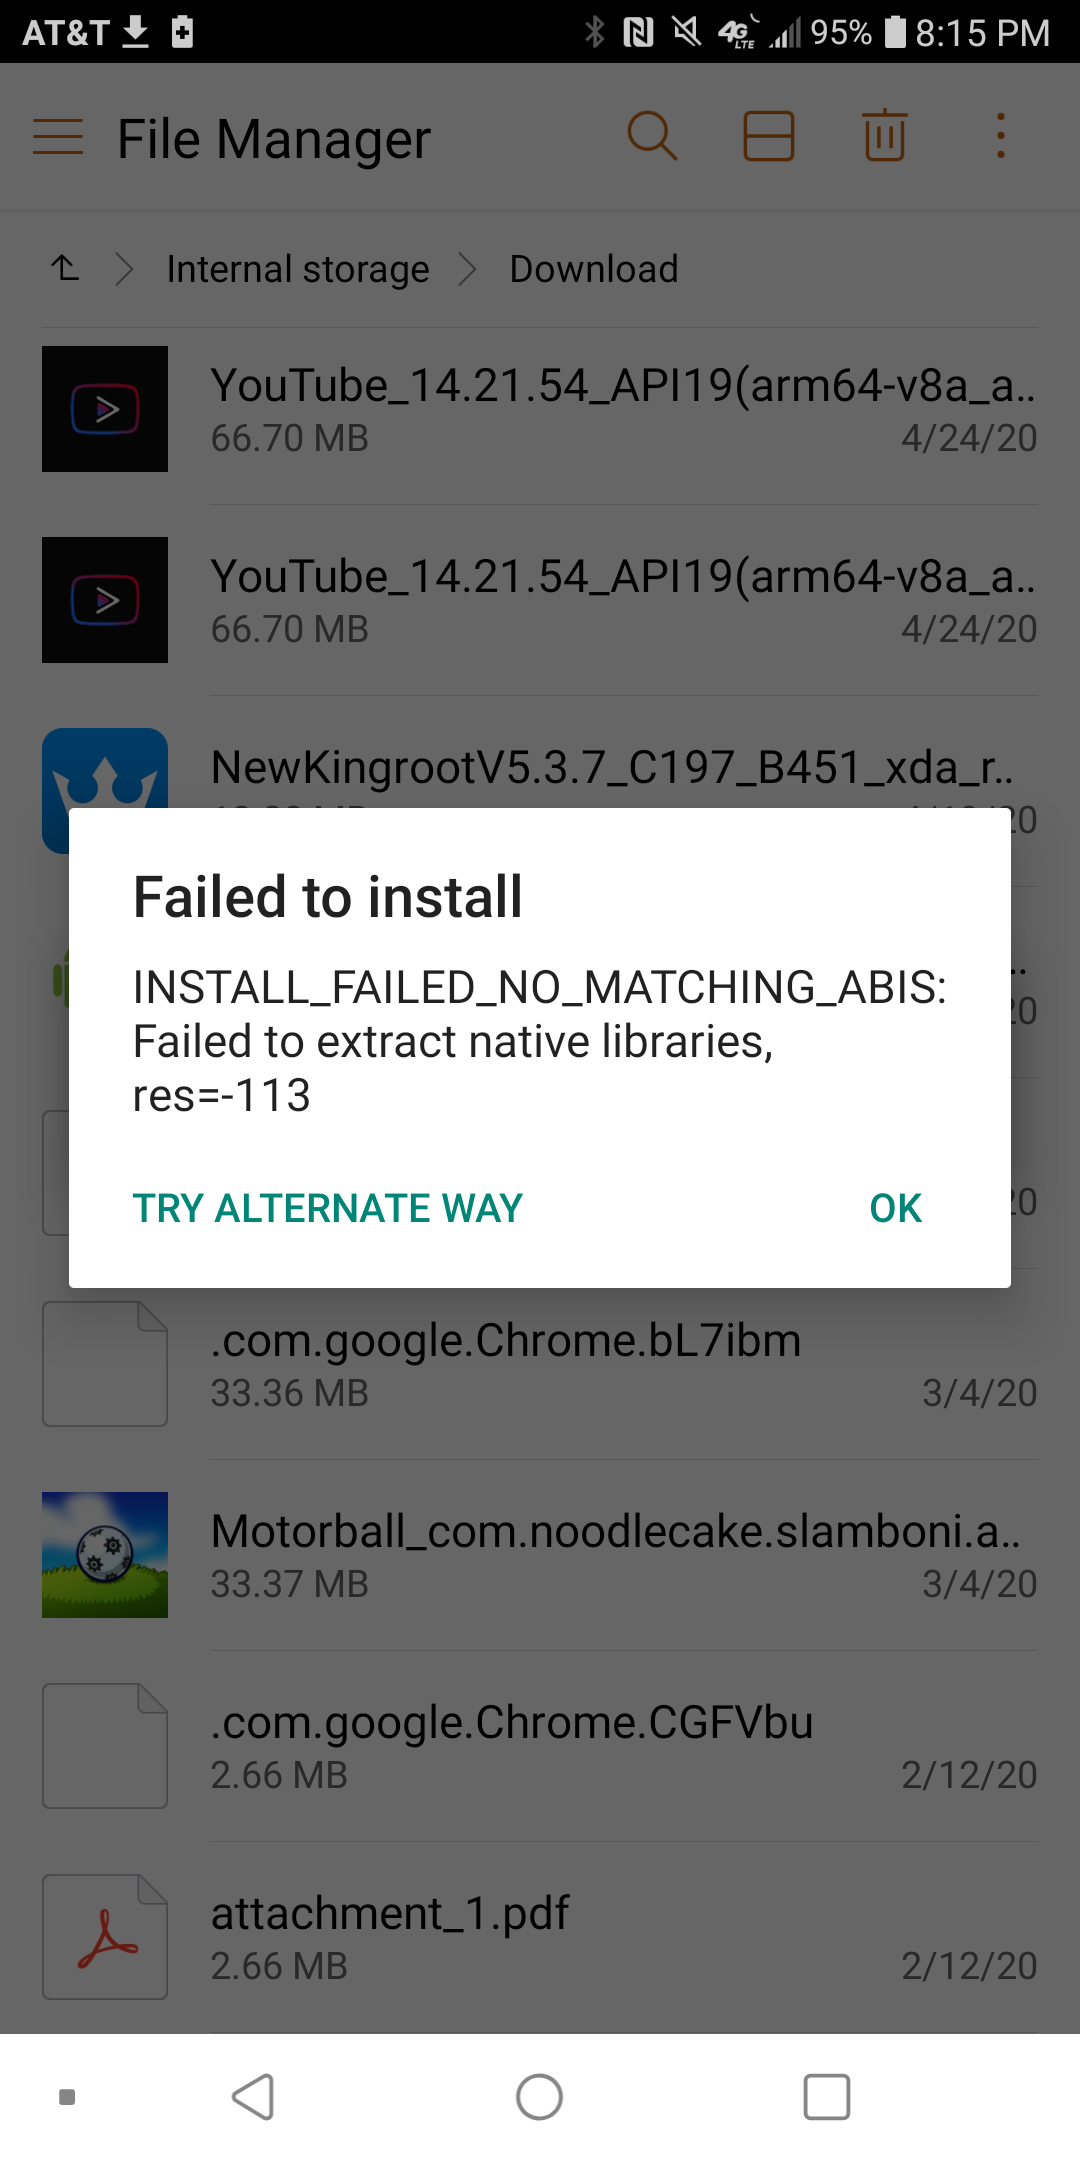 AT&T 95% 8:15 PM
File Manager
Internal storage Download
YouTube_14.21.54_API19(arm64-v8a_a..
66.70 MB 4/24/20
YouTube_14.21.54_API19(arm64-v8a_a..
66.70 MB 4/24/20
NewKingrootV5.3.7_C197_B451_xda_r..
Failed to install
INSTALL_FAILED_NO_MATCHING_ABIS:
Failed to extract native libraries,
res=-113
TRY ALTERNATE WAY OK
.com.google.Chrome.bL7ibm
33.36 MB 3/4/20
Motorball_com.noodlecake.slamboni.a..
33.37 MB 3/4/20
.com.google.Chrome.CGFVbu
2.66 MB 2/12/20
attachment_1.pdf
2.66 MB 2/12/20